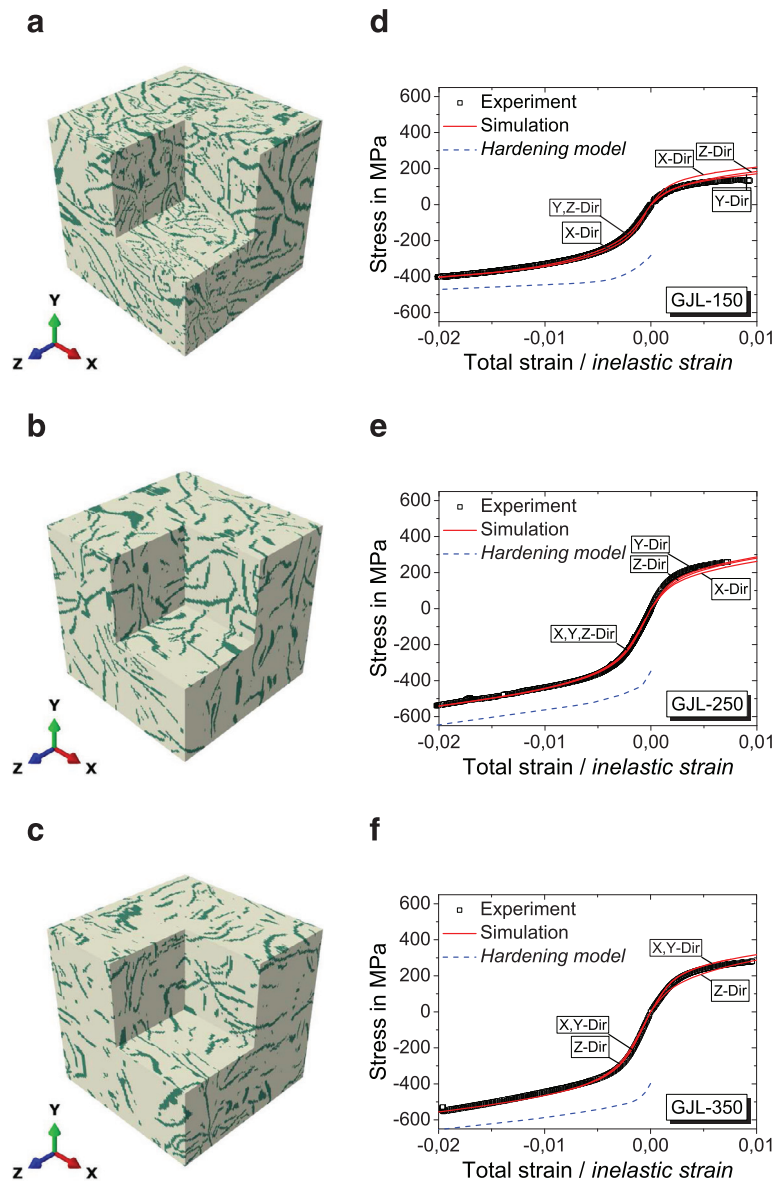 a
Y
Z
X
d
600
400
200
0
-200
-400
-600
Stress in MPa
Experiment
Simulation
Hardening model
X-Dir
Z-Dir
Y-Dir
Y,Z-Dir
X-Dir
GJL-150
-0,02
-0,01
0,00
0,01
Total strain / inelastic strain
b
Y
Z
X
e
600
400
200
0
-200
-400
-600
Stress in MPa
Experiment
Simulation
Hardening model
Y-Dir
Z-Dir
X-Dir
X,Y,Z-Dir
GJL-250
-0,02
-0,01
0,00
0,01
Total strain / inelastic strain
c
Y
Z
X
f
600
400
200
0
-200
-400
-600
Stress in MPa
Experiment
Simulation
Hardening model
X,Y-Dir
Z-Dir
X,Y-Dir
Z-Dir
GJL-350
-0,02
-0,01
0,00
0,01
Total strain / inelastic strain